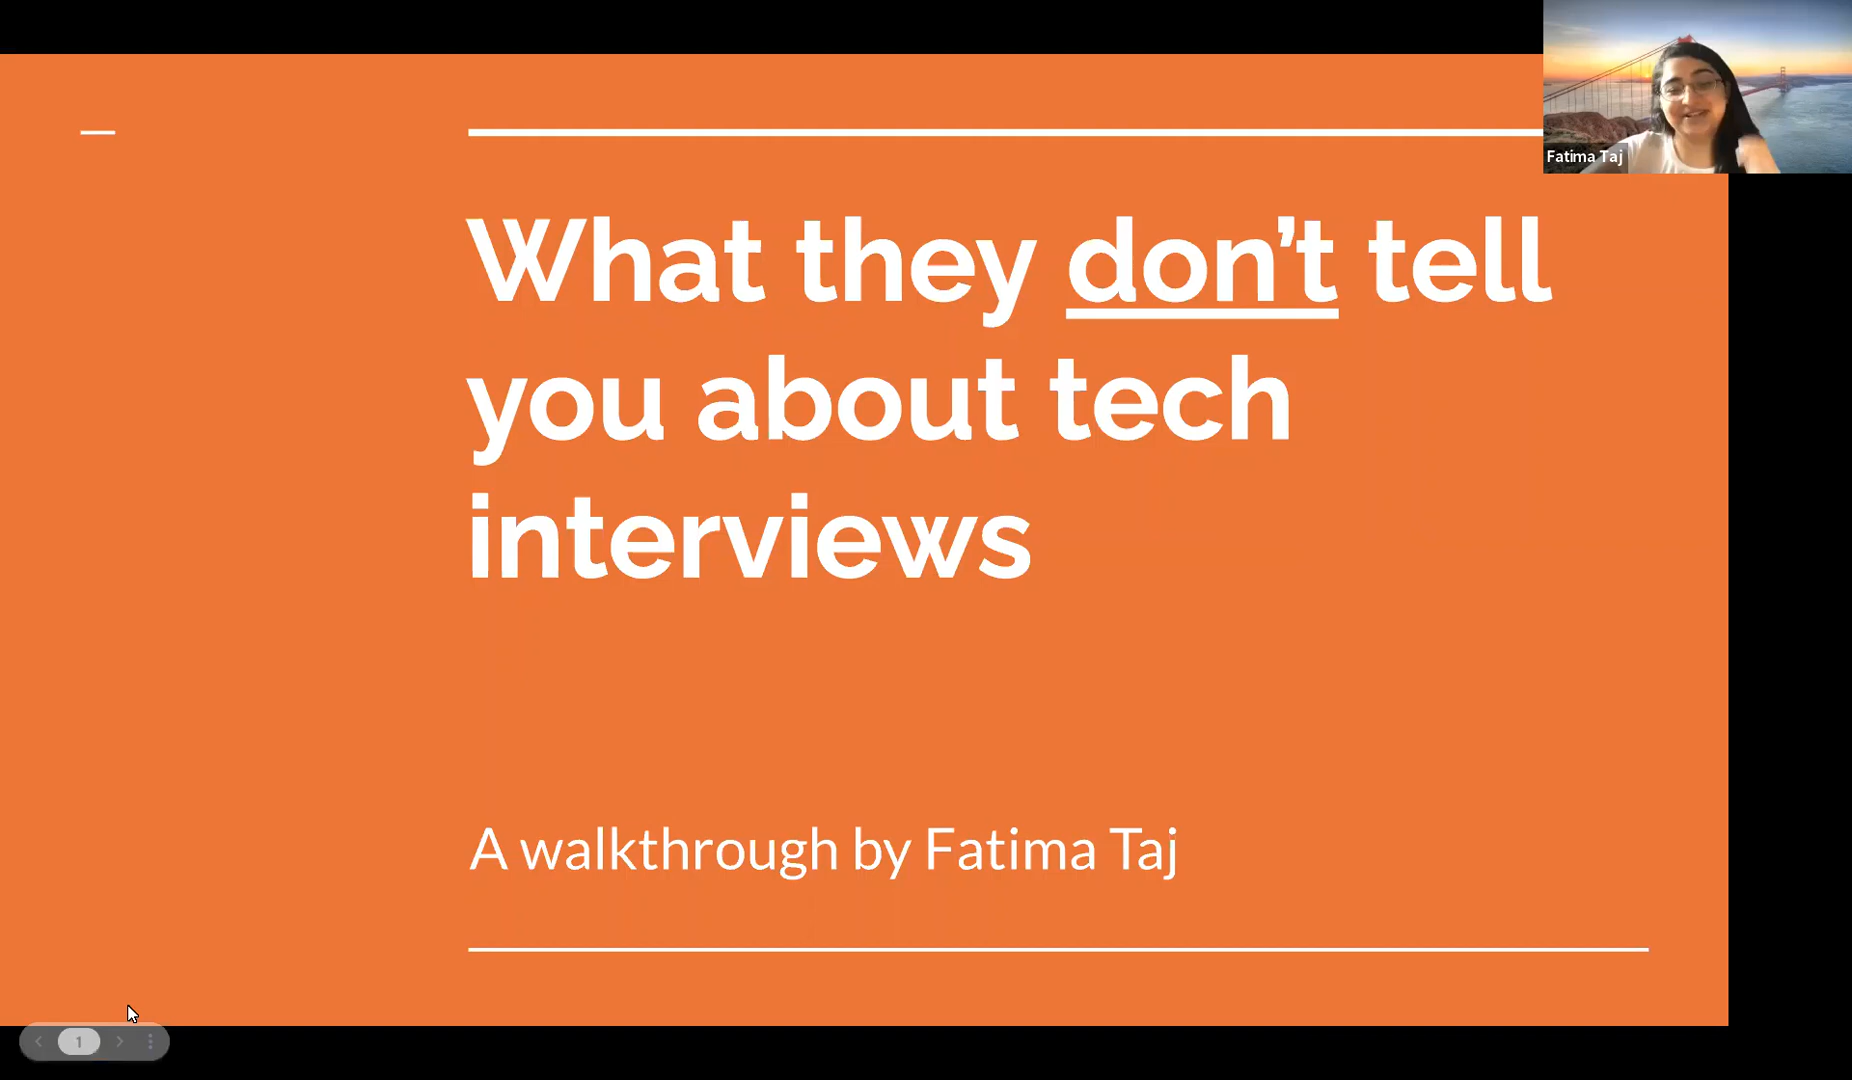 Fatima Taj
What they don't tell
you about tech
interviews
A walkthrough by Fatima Taj
1